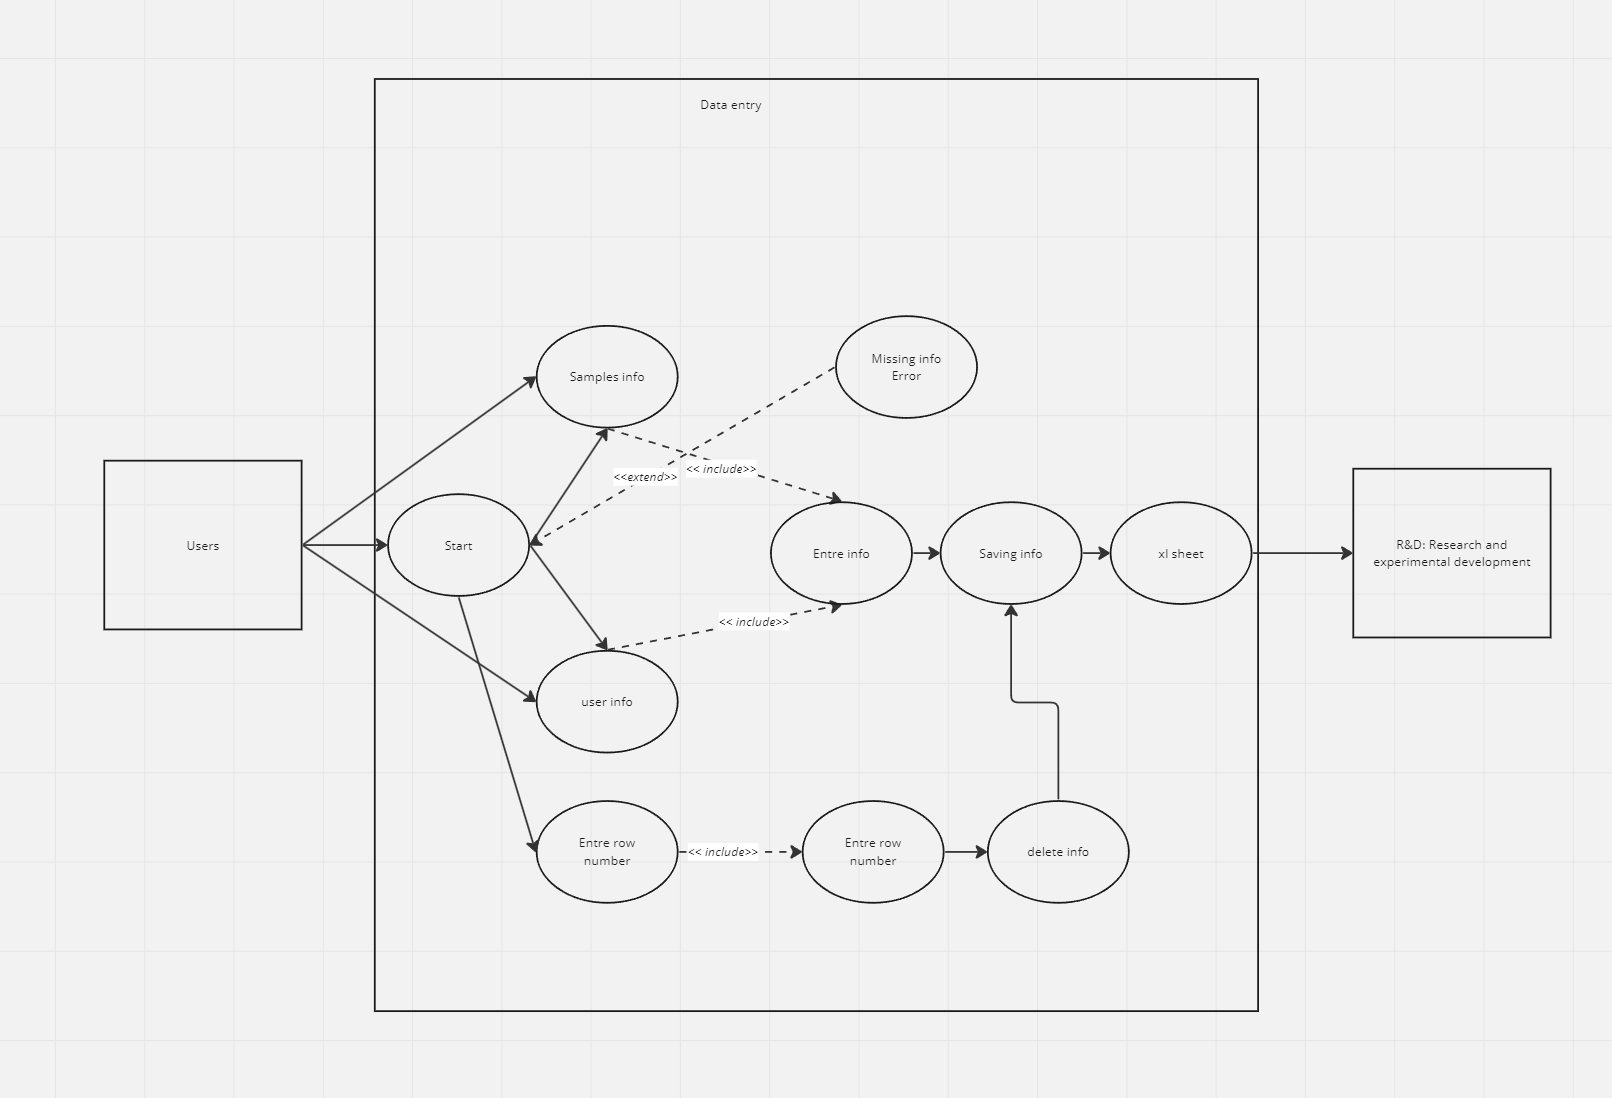 Data entry
Samples info
Missing info
Error
<<extend>>
<< include>>
Users
Start
Entre info
Saving info
xl sheet
R&D: Research and
experimental development
<< include>>
user info
Entre row
number
<< include>>
Entre row
number
delete info